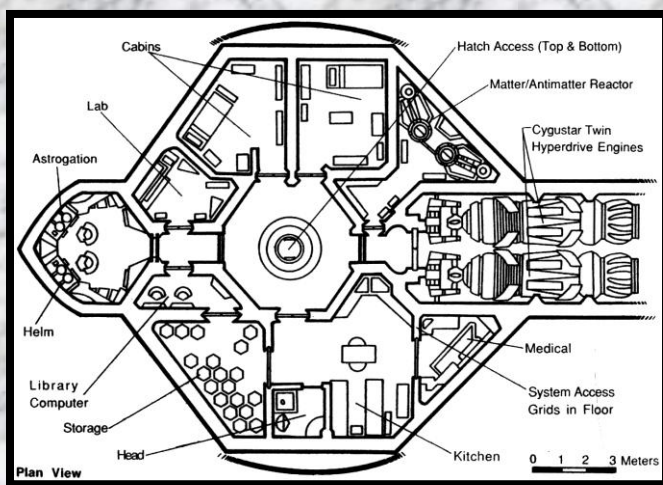 Cabins
Hatch Access (Top & Bottom)
Matter/Antimatter Reactor
Lab
Cygustar Twin
Hyperdrive Engines
Astrogation
Helm
Library
Computer
Medical
System Access
Grids in Floor
Storage
Head
Kitchen
0 1 2 3 Meters
Plan View